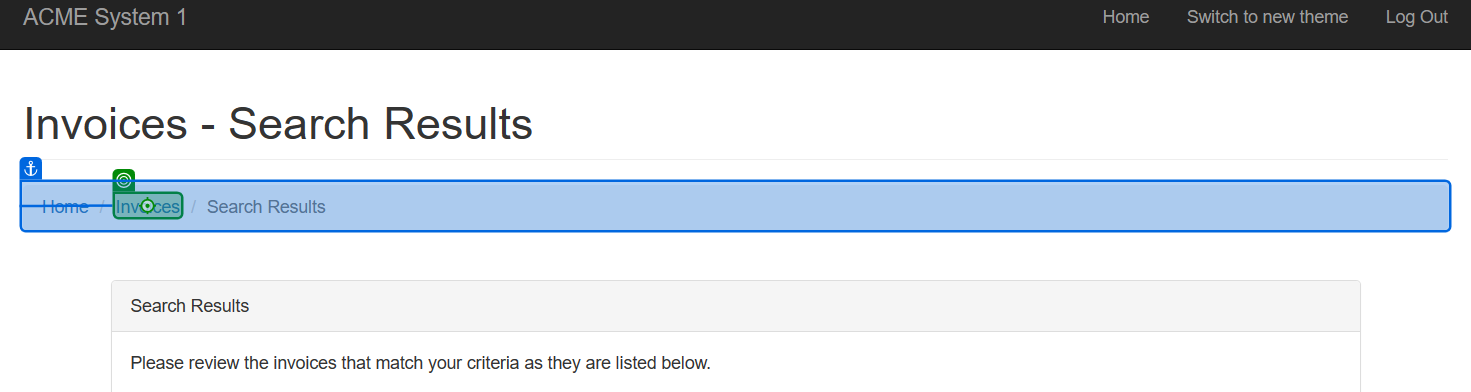 ACME System 1 Home Switch to new theme Log Out
Invoices - Search Results
Home / Invoices / Search Results
Search Results
Please review the invoices that match your criteria as they are listed below.